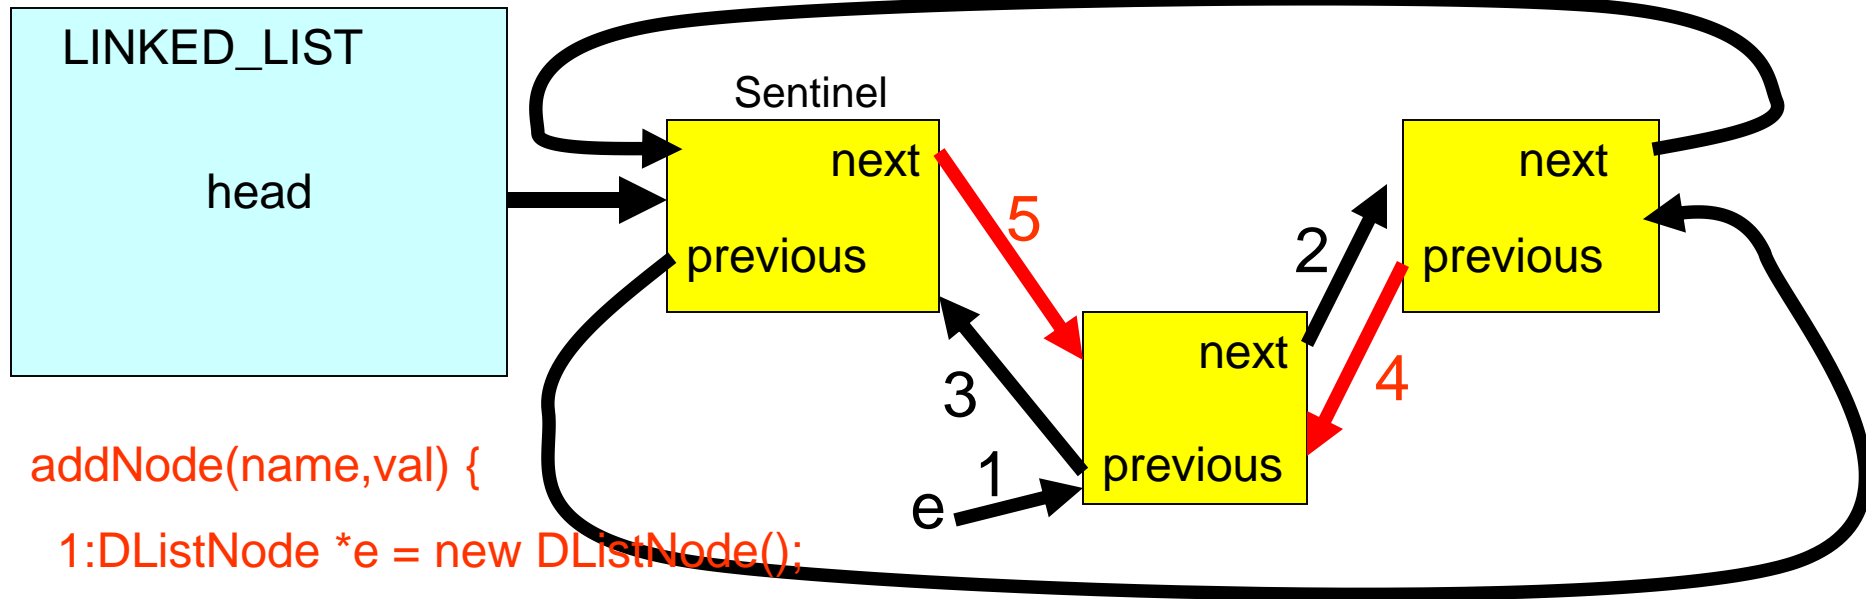 LINKED_LIST
head
Sentinel
next
previous
5
3
1
e
next
previous
2
4
next
previous
addNode(name,val) {
1:DListNode *e = new DListNode();